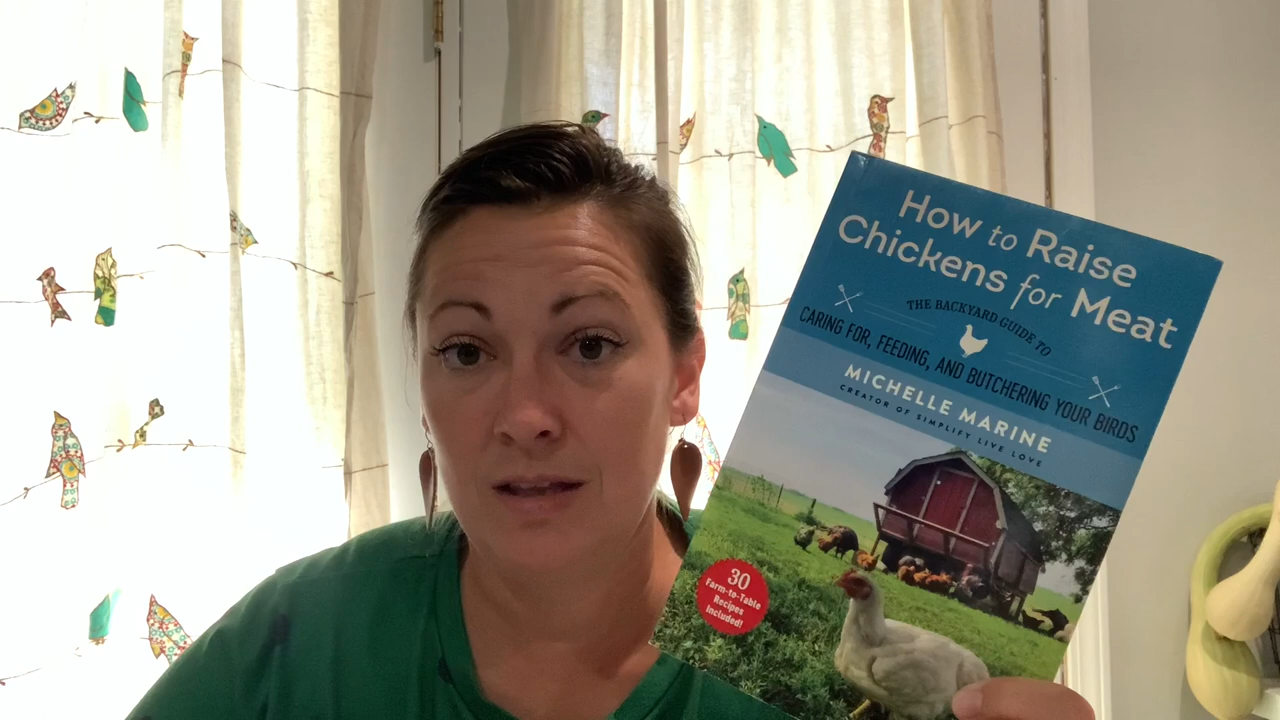 How to Raise
Chickens for Meat
THE BACKYARD GUIDE TO
CARING FOR, FEEDING, AND BUTCHERING YOUR BIRDS
MICHELLE MARINE
CREATOR OF SIMPLIFY LIVE LOVE
30
Farm-to-Table
Recipes
Included!